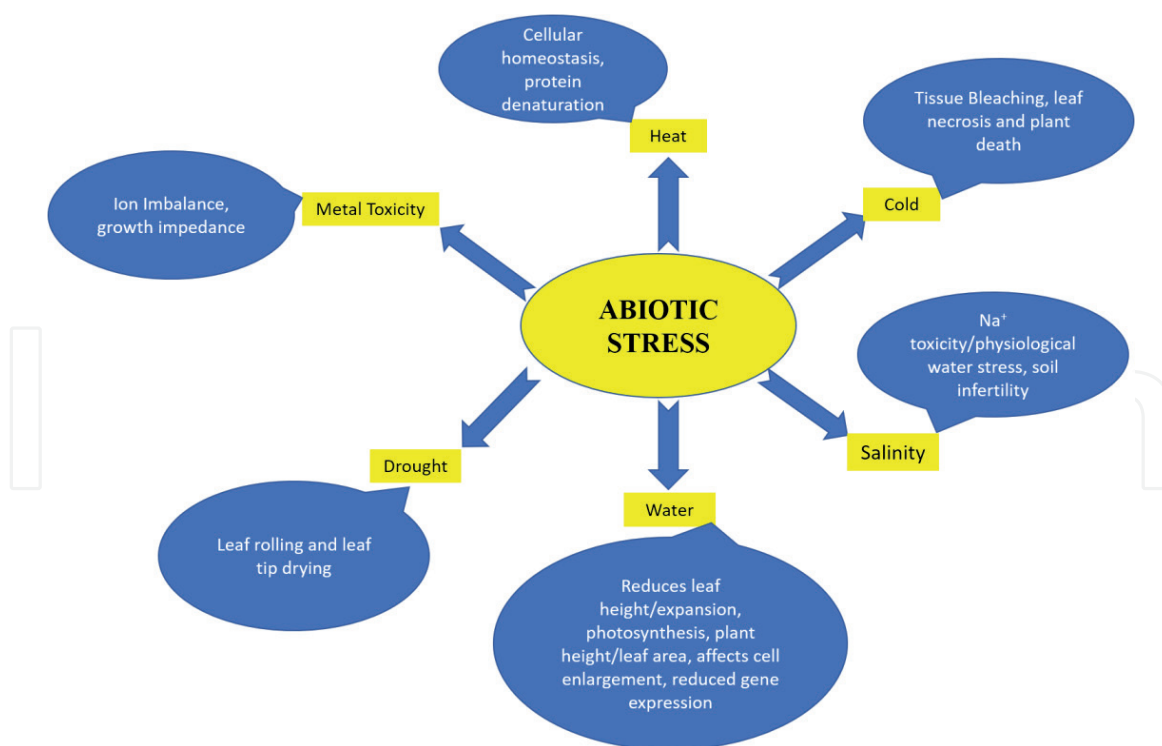 Cellular
homeostasis,
protein
denaturation
Heat
Tissue Bleaching, leaf
necrosis and plant
death
Cold
Ion Imbalance,
growth impedance
Metal Toxicity
ABIOTIC
STRESS
Na⁺
toxicity/physiological
water stress, soil
infertility
Salinity
Drought
Leaf rolling and leaf
tip drying
Water
Reduces leaf
height/expansion,
photosynthesis, plant
height/leaf area, affects cell
enlargement, reduced gene
expression